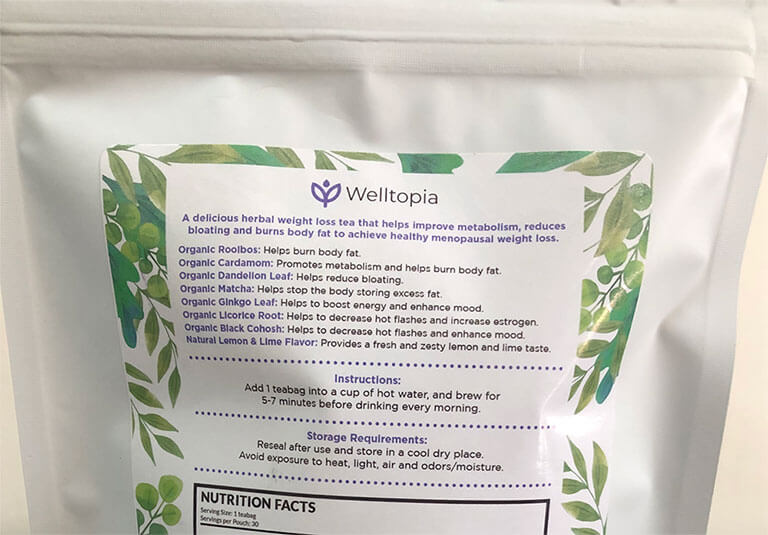 Welltopia
A delicious herbal weight loss tea that helps improve metabolism, reduces
bloating and burns body fat to achieve healthy menopausal weight loss.
Organic Rooibos: Helps burn body fat.
Organic Cardamom: Promotes metabolism and helps burn body fat.
Organic Dandelion Leaf: Helps reduce bloating.
Organic Matcha: Helps stop the body storing excess fat.
Organic Ginkgo Leaf: Helps to boost energy and enhance mood.
Organic Licorice Root: Helps to decrease hot flashes and increase estrogen.
Organic Black Cohosh: Helps to decrease hot flashes and enhance mood.
Natural Lemon & Lime Flavor: Provides a fresh and zesty lemon and lime taste.
Instructions:
Add 1 teabag into a cup of hot water, and brew for
5-7 minutes before drinking every morning.
Storage Requirements:
Reseal after use and store in a cool dry place.
Avoid exposure to heat, light, air and odors/moisture.
NUTRITION FACTS
Serving Size: 1 teabag
Servings per Pouch: 30